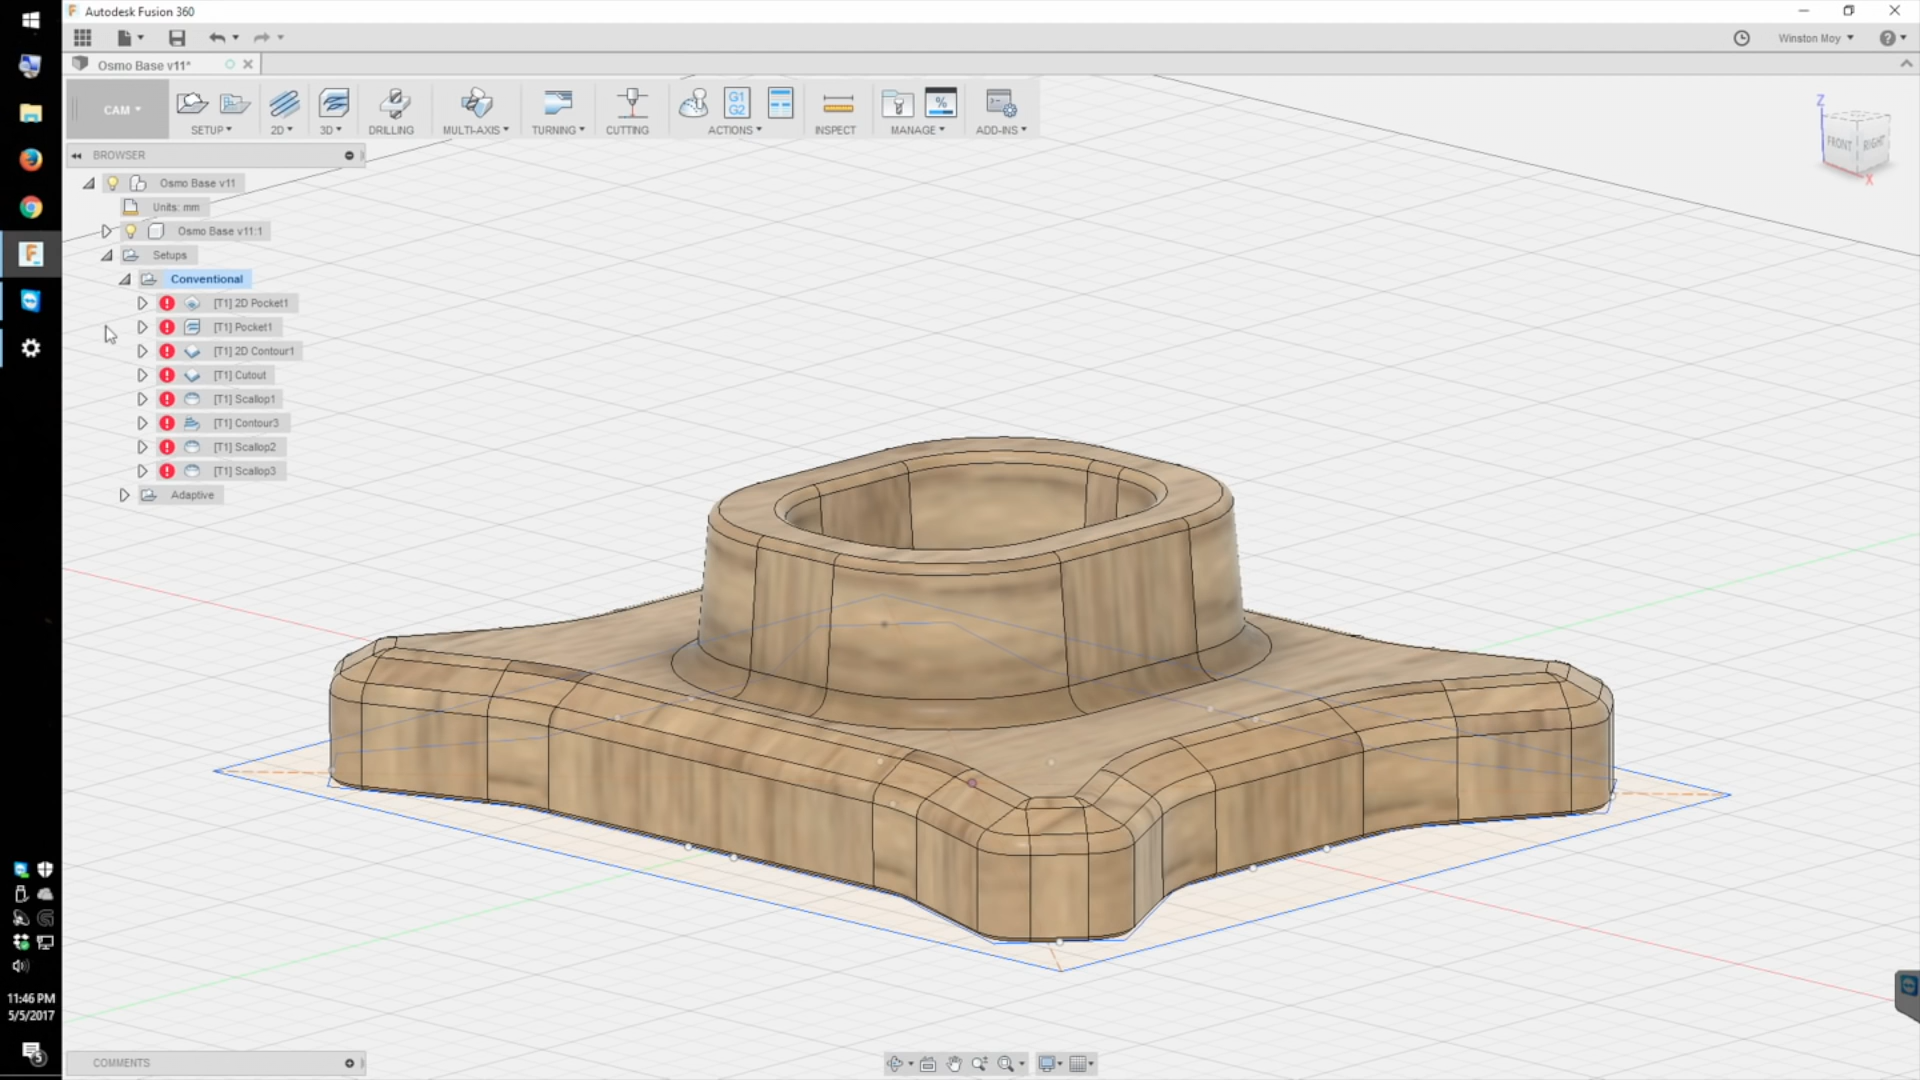 Autodesk Fusion 360
Winston Moy
Osmo Base v11*
CAM
SETUP
2D
3D
DRILLING
MULTI-AXIS
TURNING
CUTTING
G1
G2
%
ACTIONS
INSPECT
MANAGE
ADD-INS
BROWSER
Osmo Base v11
Units: mm
Osmo Base v11:1
Setups
Conventional
[T1] 2D Pocket1
[T1] Pocket1
[T1] 2D Contour1
[T1] Cutout
[T1] Scallop1
[T1] Contour3
[T1] Scallop2
[T1] Scallop3
Adaptive
Z
FRONT
RIGHT
X
11:46 PM
5/5/2017
5
COMMENTS